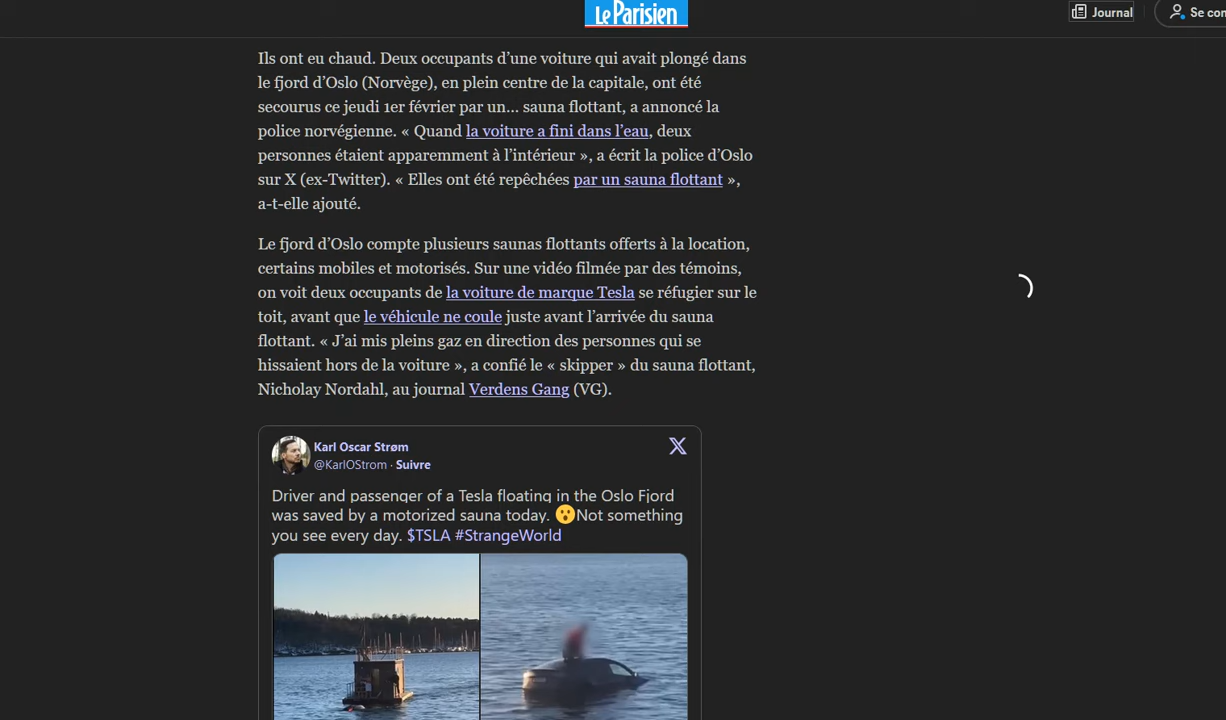 Le Parisien
Journal
Se con
Ils ont eu chaud. Deux occupants d’une voiture qui avait plongé dans
le fjord d’Oslo (Norvège), en plein centre de la capitale, ont été
secourus ce jeudi 1er février par un… sauna flottant, a annoncé la
police norvégienne. « Quand la voiture a fini dans l’eau, deux
personnes étaient apparemment à l’intérieur », a écrit la police d’Oslo
sur X (ex-Twitter). « Elles ont été repêchées par un sauna flottant »,
a-t-elle ajouté.
Le fjord d’Oslo compte plusieurs saunas flottants offerts à la location,
certains mobiles et motorisés. Sur une vidéo filmée par des témoins,
on voit deux occupants de la voiture de marque Tesla se réfugier sur le
toit, avant que le véhicule ne coule juste avant l’arrivée du sauna
flottant. « J’ai mis pleins gaz en direction des personnes qui se
hissaient hors de la voiture », a confié le « skipper » du sauna flottant,
Nicholay Nordahl, au journal Verdens Gang (VG).
Karl Oscar Strøm
@KarlOStrom · Suivre
Driver and passenger of a Tesla floating in the Oslo Fjord
was saved by a motorized sauna today. 😮Not something
you see every day. $TSLA #StrangeWorld